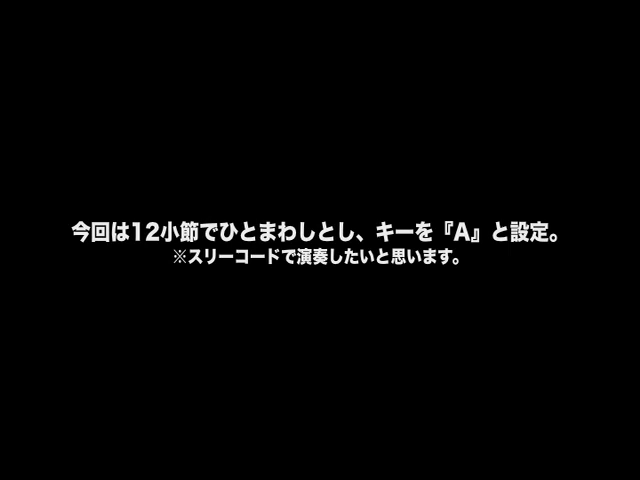 今回は12小節でひとまわしとし、キーを『A』と設定。
※スリーコードで演奏したいと思います。